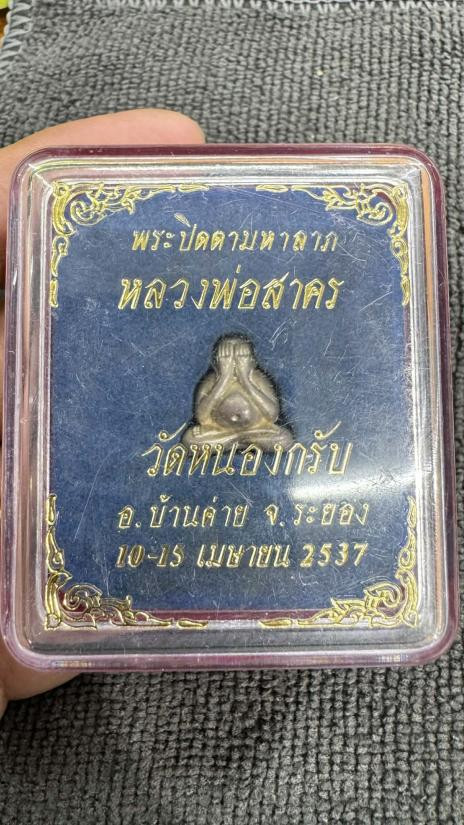 พระปิดตามหาลาภ
หลวงพ่อสาคร
วัดหนองกรับ
อ.บ้านค่าย จ.ระยอง
10-15 เมษายน 2537